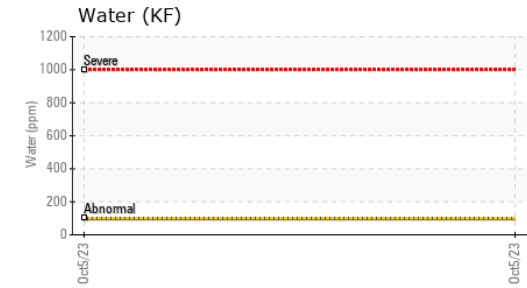 Water (KF)
1200
Severe
1000
800
600
400
200
Abnormal
0
Water (ppm)
Oct5/23
Oct5/23